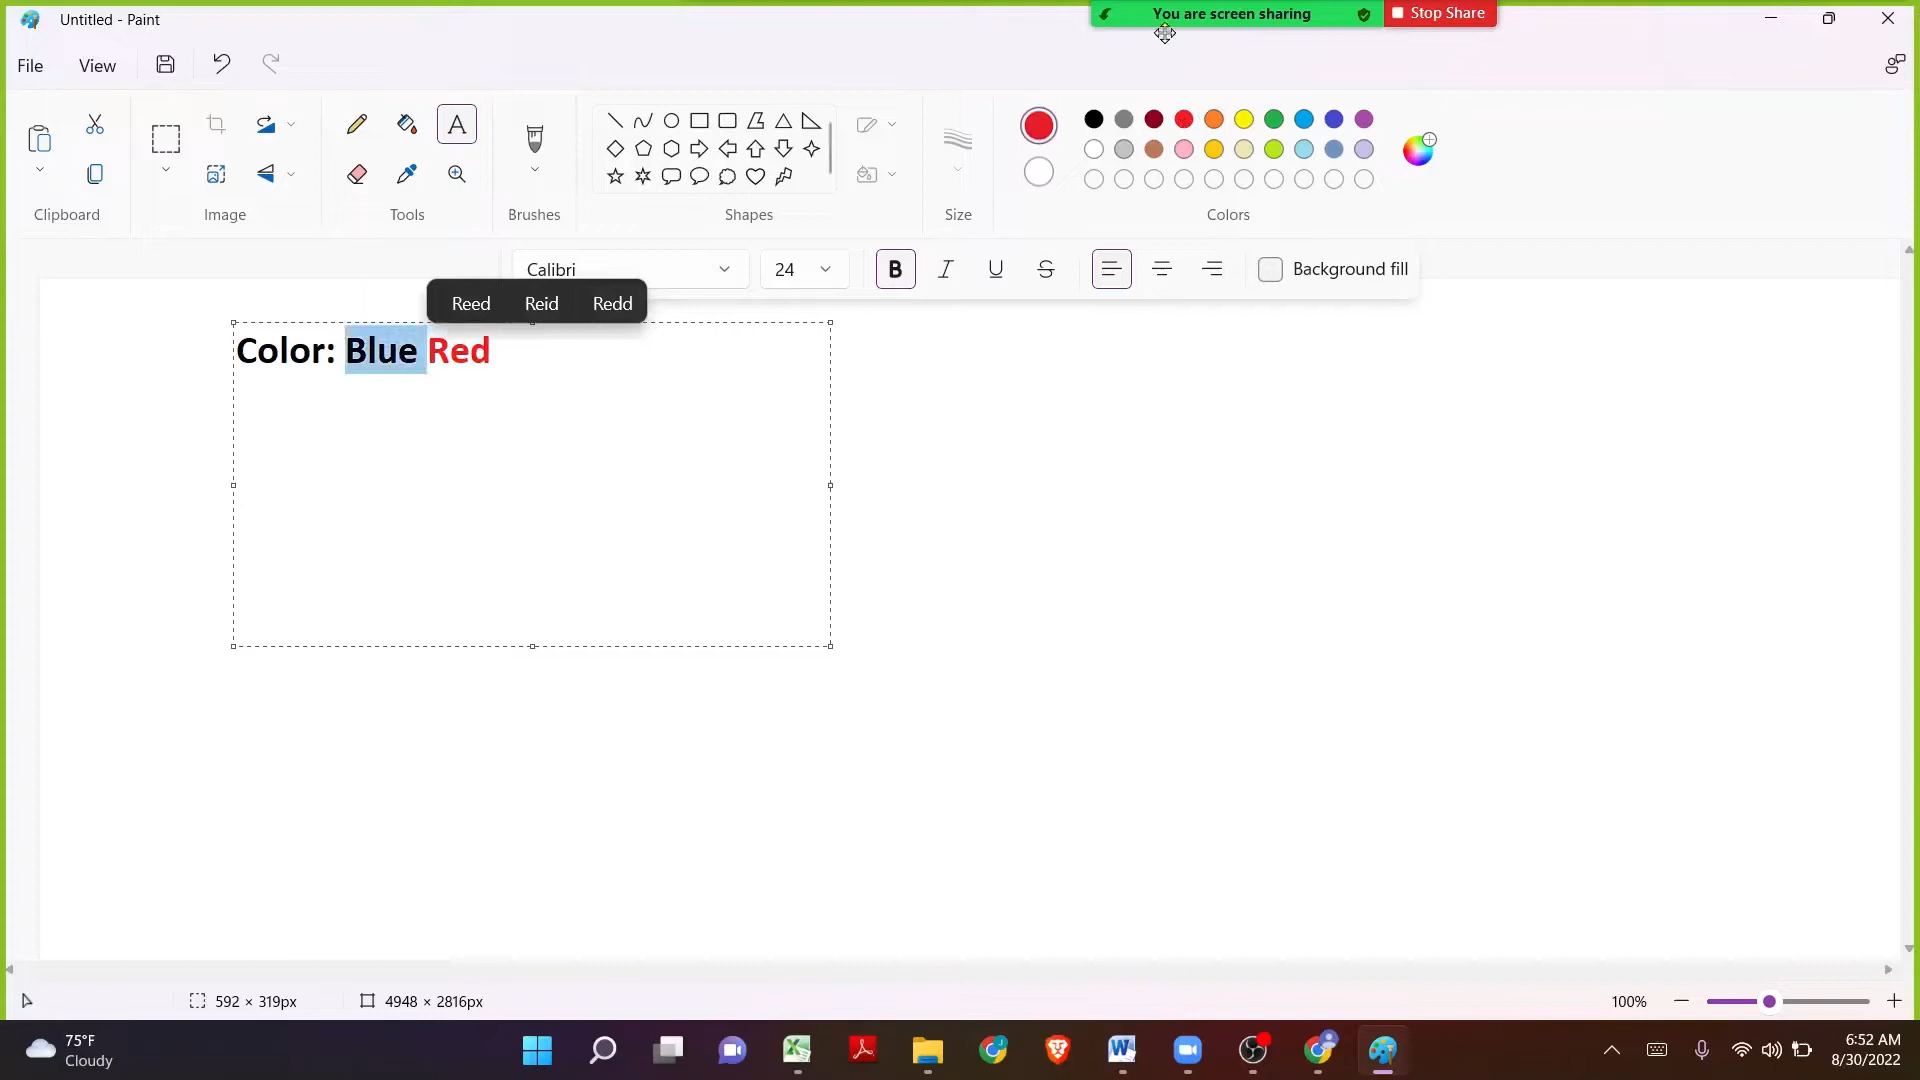 Untitled - Paint
You are screen sharing
Stop Share
File
View
Clipboard
Image
Tools
Brushes
Shapes
Size
Colors
Calibri
24
B
I
U
S
Background fill
Reed
Reid
Redd
Color: Blue Red
592 × 319px
4948 × 2816px
100%
75°F
Cloudy
6:52 AM
8/30/2022